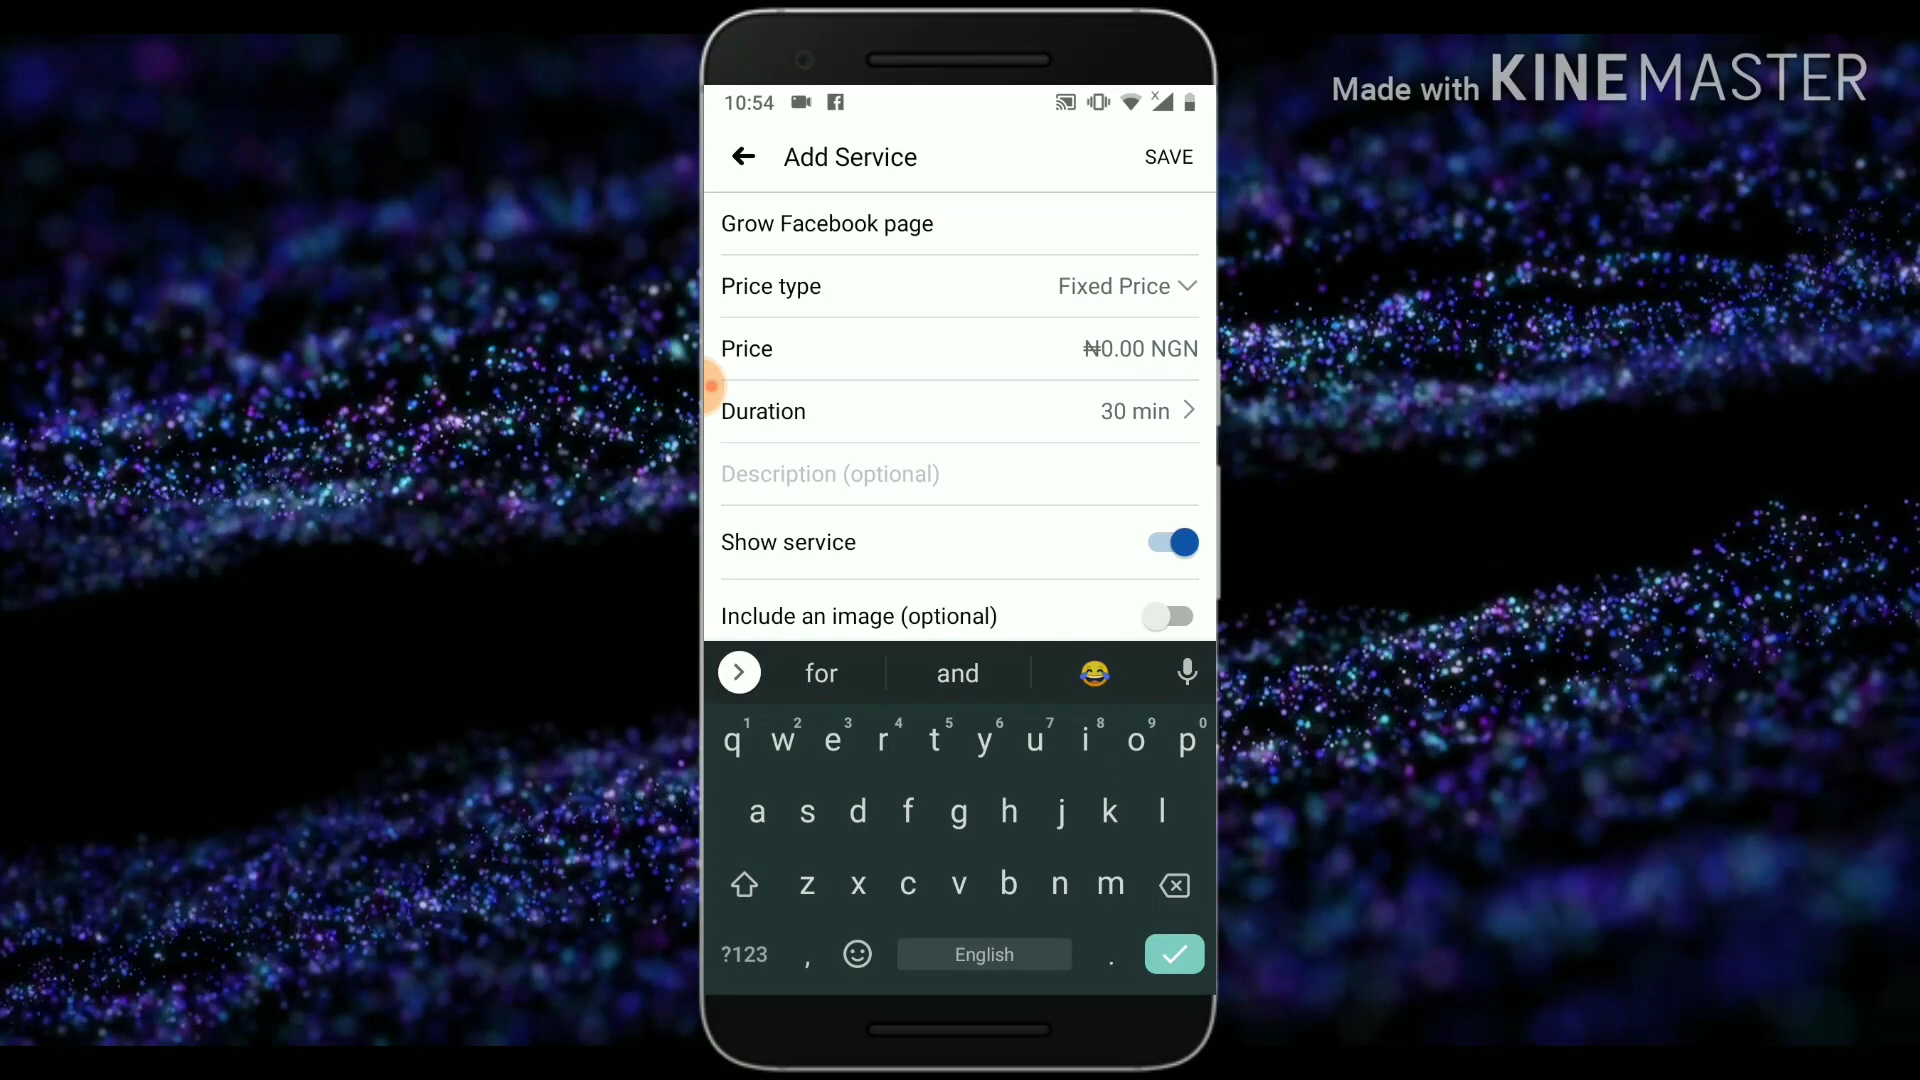 Made with KINEMASTER
10:54
Add Service
SAVE
Grow Facebook page
Price type
Fixed Price
Price
₦0.00 NGN
Duration
30 min
Description (optional)
Show service
Include an image (optional)
for and 😂
1 2 3 4 5 6 7 8 9 0
q w e r t y u i o p
a s d f g h j k l
z x c v b n m
?123 , English .